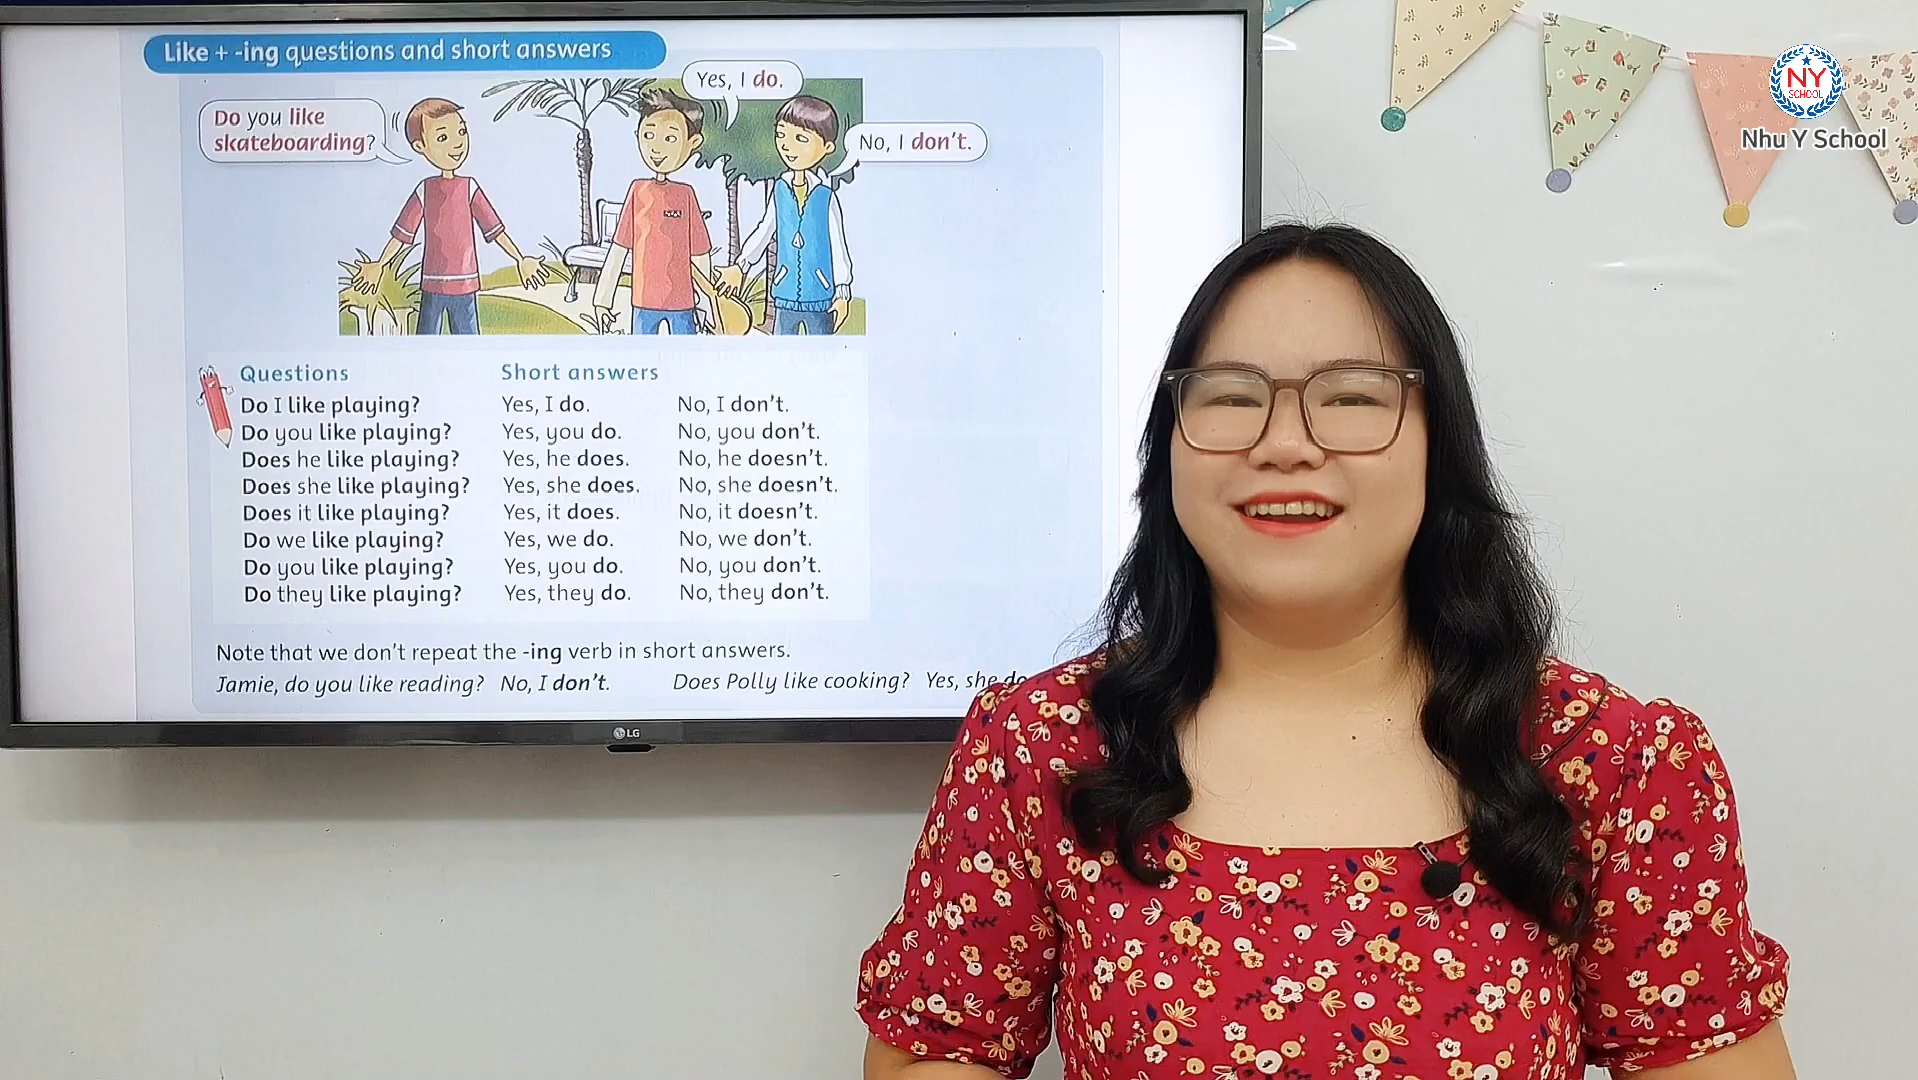 Like + -ing questions and short answers
Do you like
skateboarding?
Yes, I do.
No, I don't.
Questions Short answers
Do I like playing? Yes, I do. No, I don't.
Do you like playing? Yes, you do. No, you don't.
Does he like playing? Yes, he does. No, he doesn't.
Does she like playing? Yes, she does. No, she doesn't.
Does it like playing? Yes, it does. No, it doesn't.
Do we like playing? Yes, we do. No, we don't.
Do you like playing? Yes, you do. No, you don't.
Do they like playing? Yes, they do. No, they don't.
Note that we don't repeat the -ing verb in short answers.
Jamie, do you like reading? No, I don't. Does Polly like cooking? Yes, she
LG
NY
SCHOOL
Nhu Y School